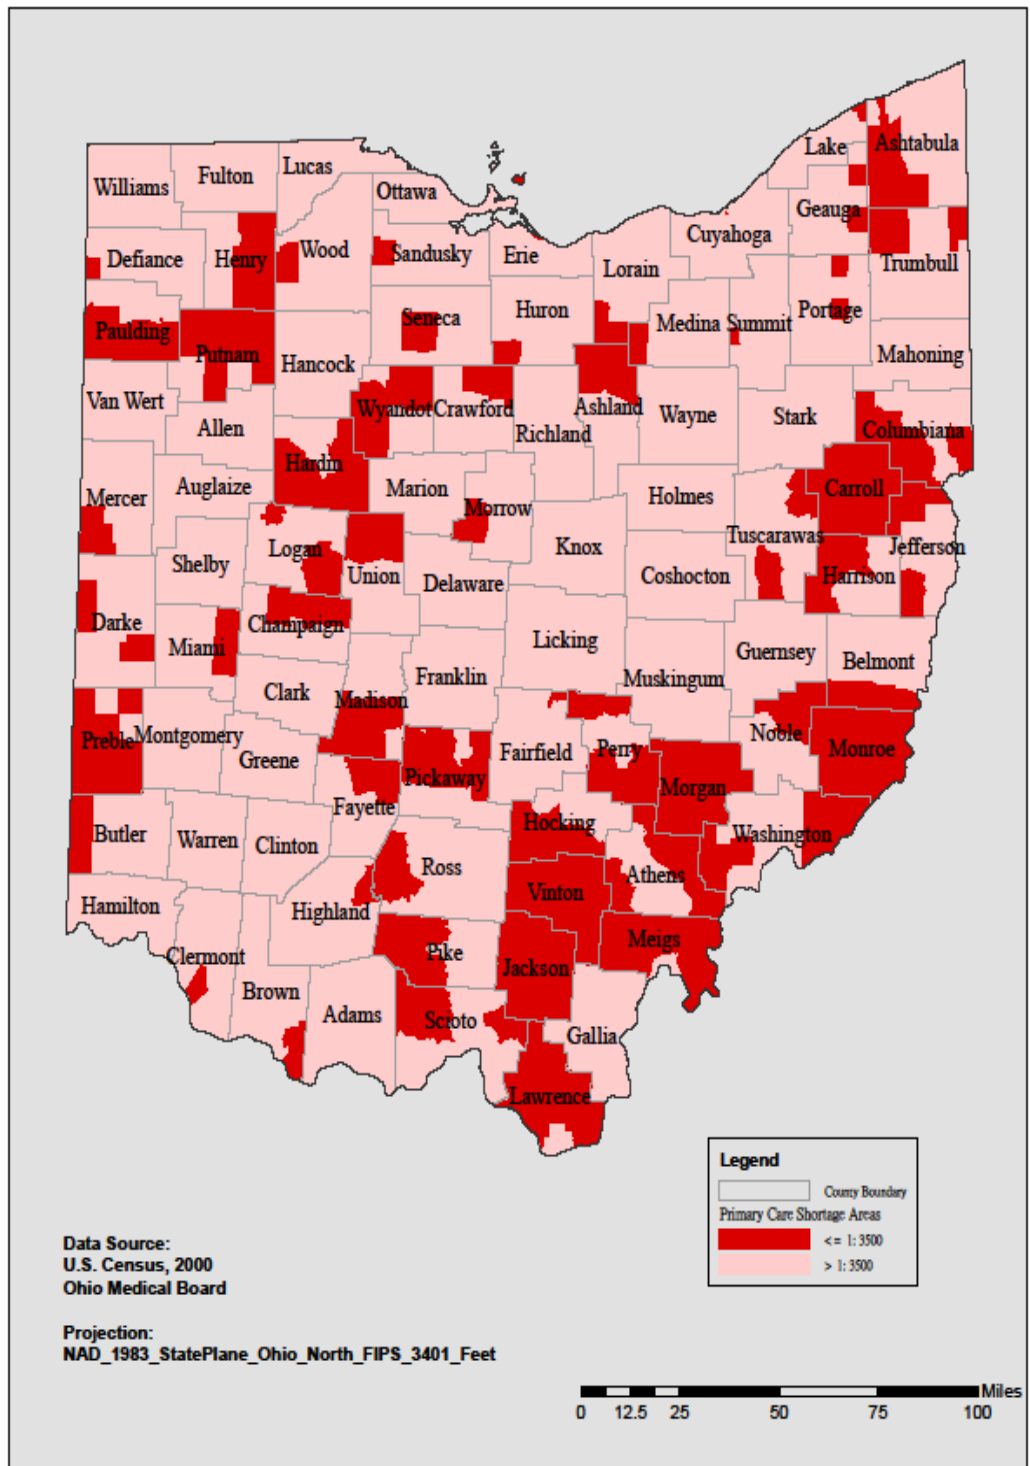 Lake
Ashtabula
Williams
Fulton
Lucas
Ottawa
Geauga
Cuyahoga
Defiance
Henry
Wood
Sandusky
Erie
Lorain
Trumbull
Paulding
Putnam
Hancock
Seneca
Huron
Medina
Summit
Portage
Mahoning
Van Wert
Allen
Wyandot
Crawford
Richland
Ashland
Wayne
Stark
Columbiana
Mercer
Auglaize
Hardin
Marion
Morrow
Holmes
Carroll
Shelby
Logan
Union
Delaware
Knox
Coshocton
Tuscarawas
Harrison
Jefferson
Darke
Miami
Champaign
Licking
Guernsey
Belmont
Clark
Madison
Franklin
Muskingum
Preble
Montgomery
Greene
Pickaway
Fairfield
Perry
Noble
Monroe
Morgan
Fayette
Butler
Warren
Clinton
Hocking
Washington
Ross
Vinton
Athens
Hamilton
Highland
Pike
Meigs
Jackson
Clermont
Brown
Adams
Scioto
Gallia
Lawrence
Legend
County Boundary
Primary Care Shortage Areas
<= 1: 3500
> 1: 3500
Data Source:
U.S. Census, 2000
Ohio Medical Board
Projection:
NAD_1983_StatePlane_Ohio_North_FIPS_3401_Feet
Miles
0 12.5 25 50 75 100